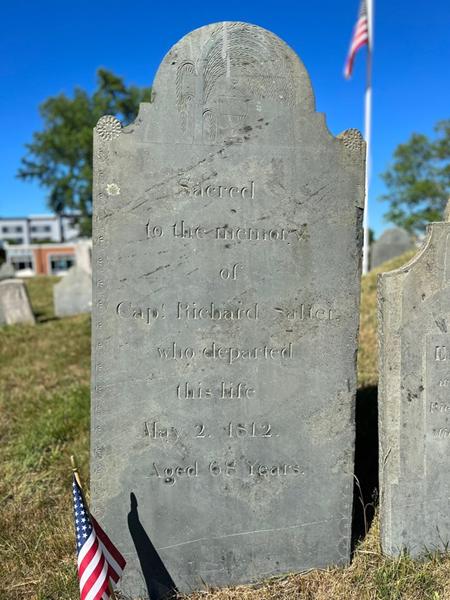 Sacred
to the memory
of
Capt. Richard Salter,
who departed
this life
May 2. 1812.
Aged 68 Years.